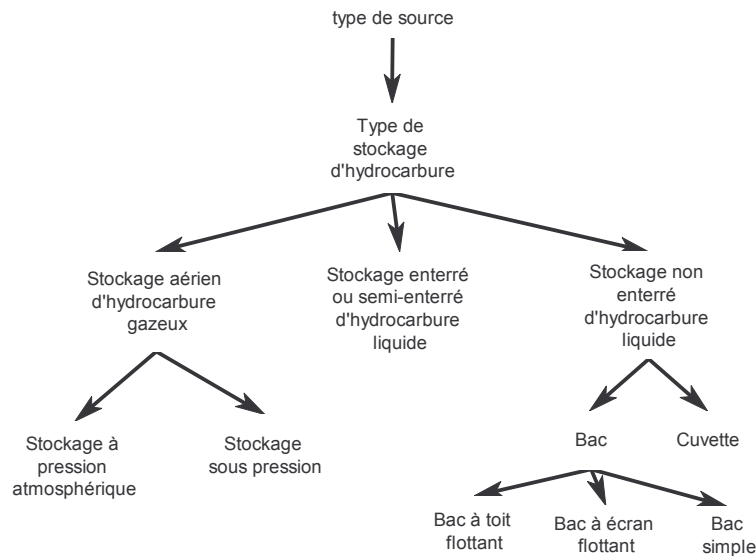 type de source
Type de
stockage
d'hydrocarbure
Stockage aérien
d'hydrocarbure
gazeux
Stockage enterré
ou semi-enterré
d'hydrocarbure
liquide
Stockage non
enterré
d'hydrocarbure
liquide
Stockage à
pression
atmosphérique
Stockage
sous pression
Bac
Cuvette
Bac à toit
flottant
Bac à écran
flottant
Bac
simple